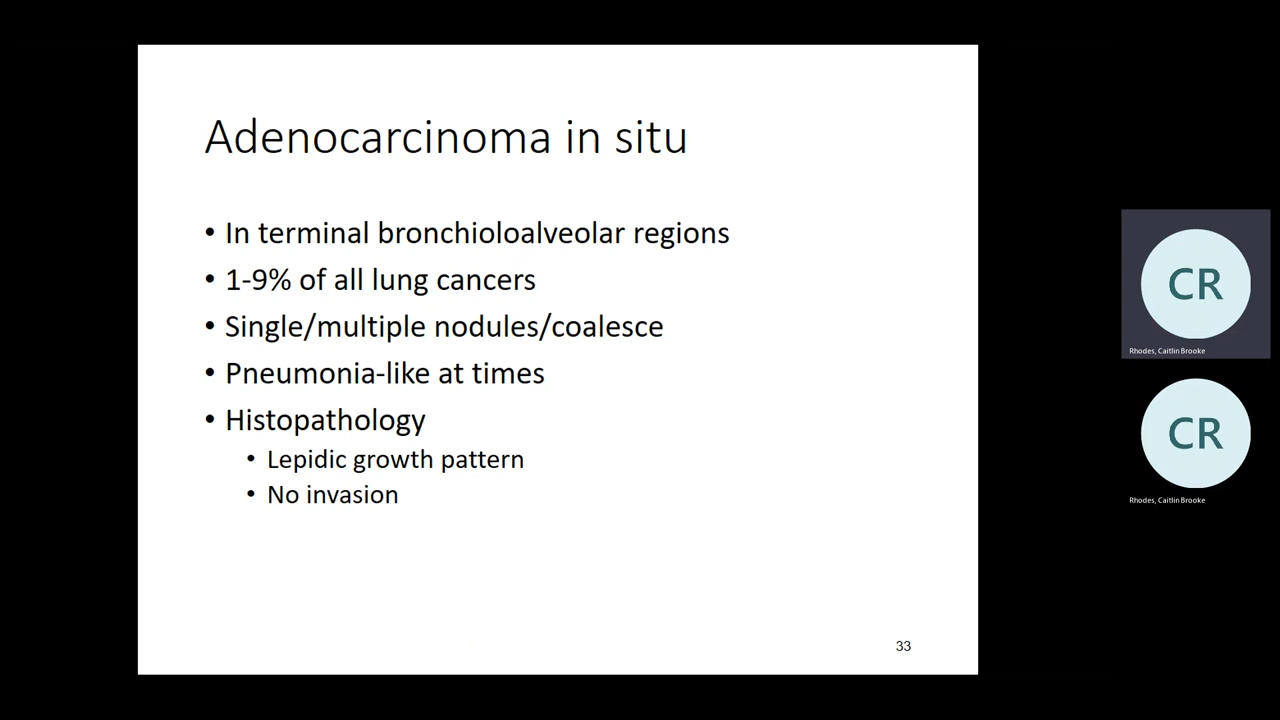 Adenocarcinoma in situ
• In terminal bronchioloalveolar regions
• 1-9% of all lung cancers
• Single/multiple nodules/coalesce
• Pneumonia-like at times
• Histopathology
• Lepidic growth pattern
• No invasion
33
CR
Rhodes, Caitlin Brooke
CR
Rhodes, Caitlin Brooke